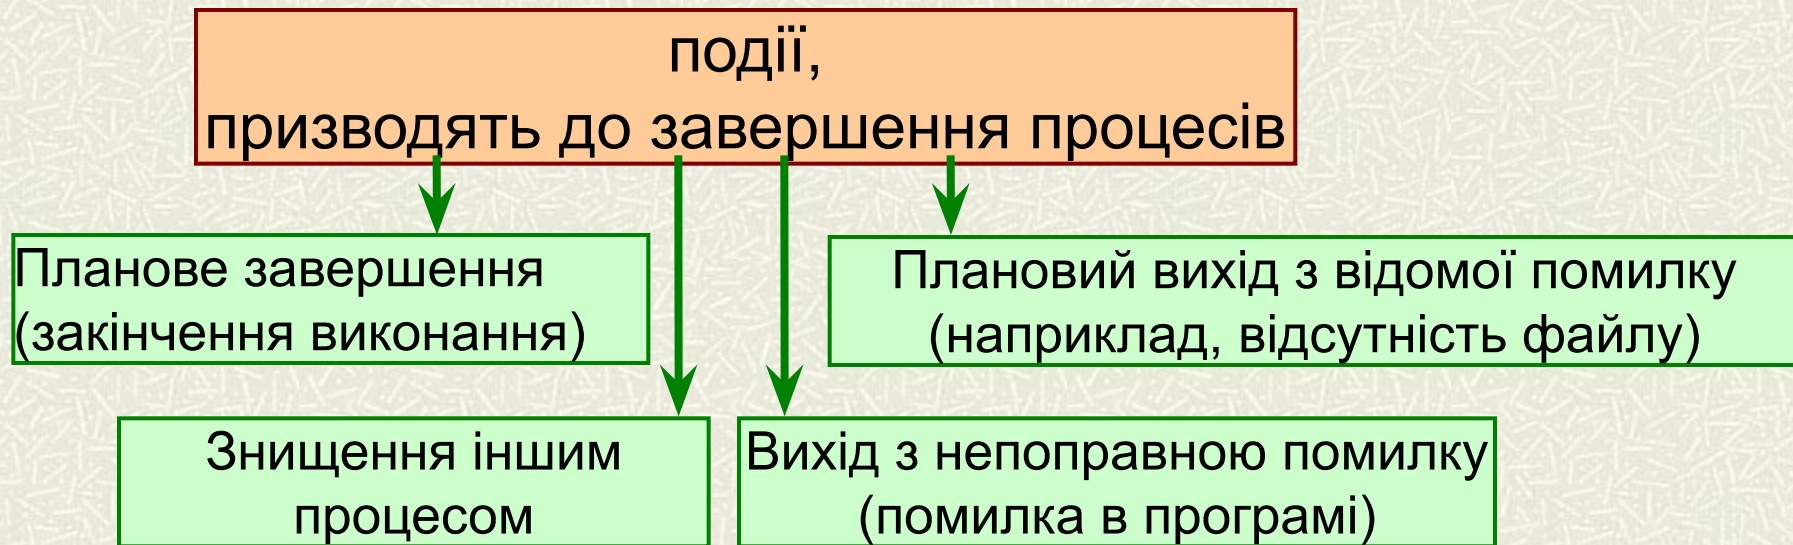 події,
призводять до завершення процесів
Планове завершення
(закінчення виконання)
Плановий вихід з відомої помилку
(наприклад, відсутність файлу)
Знищення іншим
процесом
Вихід з непоправною помилку
(помилка в програмі)